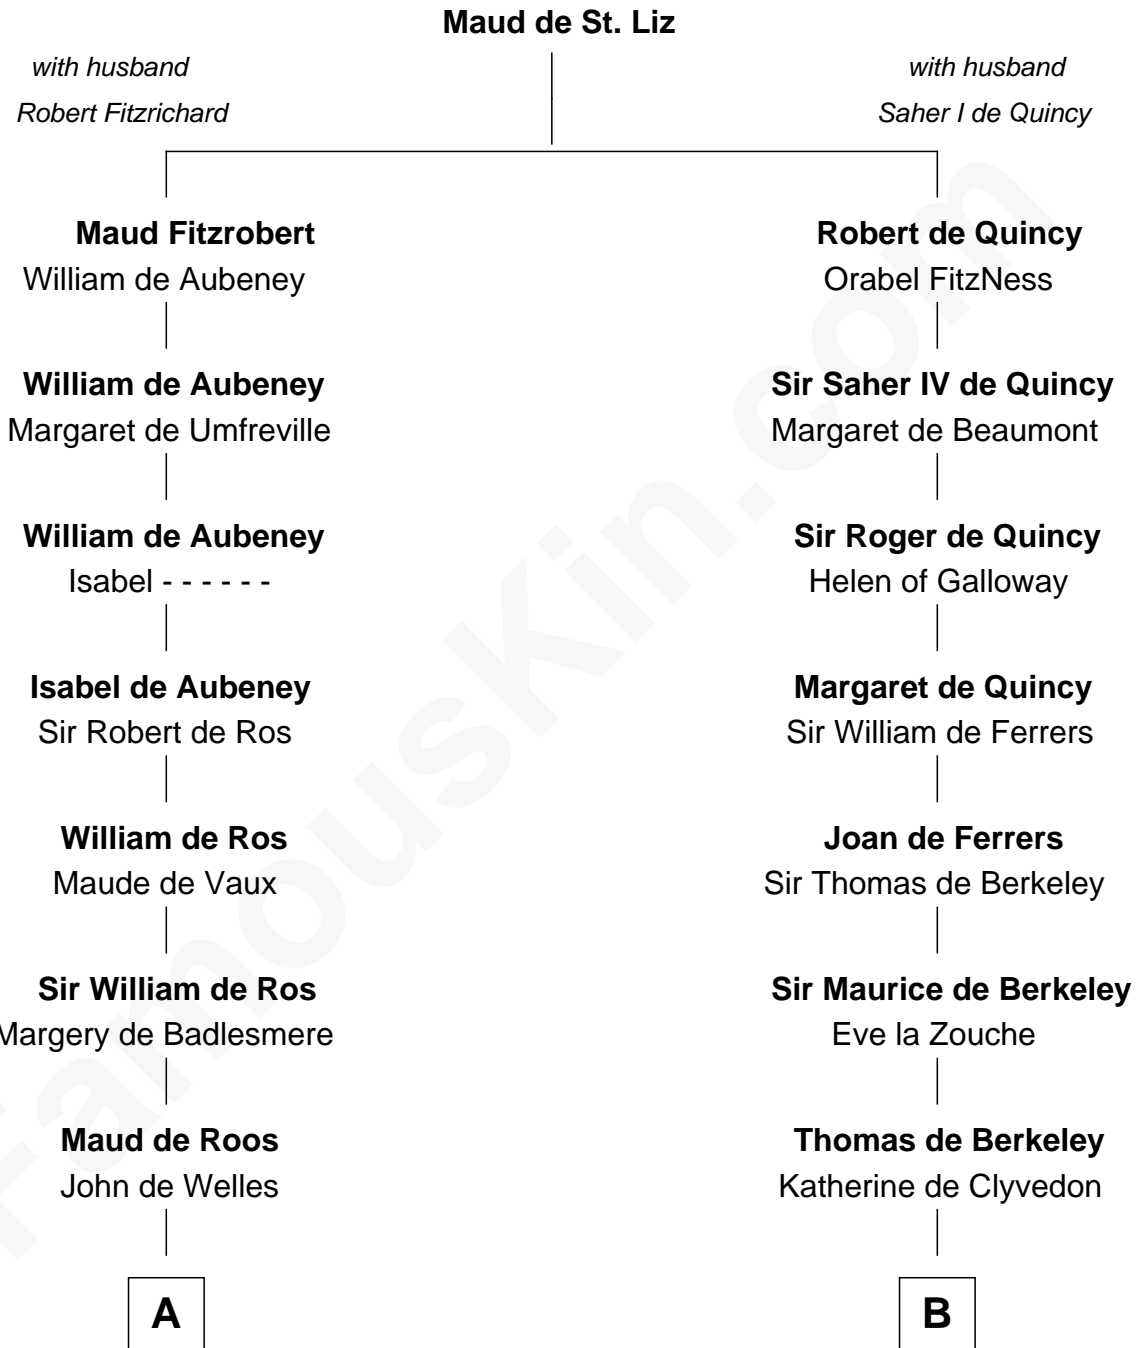 Maud de St. Liz
with husband
Robert Fitzrichard
with husband
Saher I de Quincy
Maud Fitzrobert
William de Aubeney
Robert de Quincy
Orabel FitzNess
William de Aubeney
Margaret de Umfreville
Sir Saher IV de Quincy
Margaret de Beaumont
William de Aubeney
Isabel - - - - - -
Sir Roger de Quincy
Helen of Galloway
Isabel de Aubeney
Sir Robert de Ros
Margaret de Quincy
Sir William de Ferrers
William de Ros
Maude de Vaux
Joan de Ferrers
Sir Thomas de Berkeley
Sir William de Ros
Margery de Badlesmere
Sir Maurice de Berkeley
Eve la Zouche
Maud de Roos
John de Welles
Thomas de Berkeley
Katherine de Clyvedon
A
B
FamousKin.com